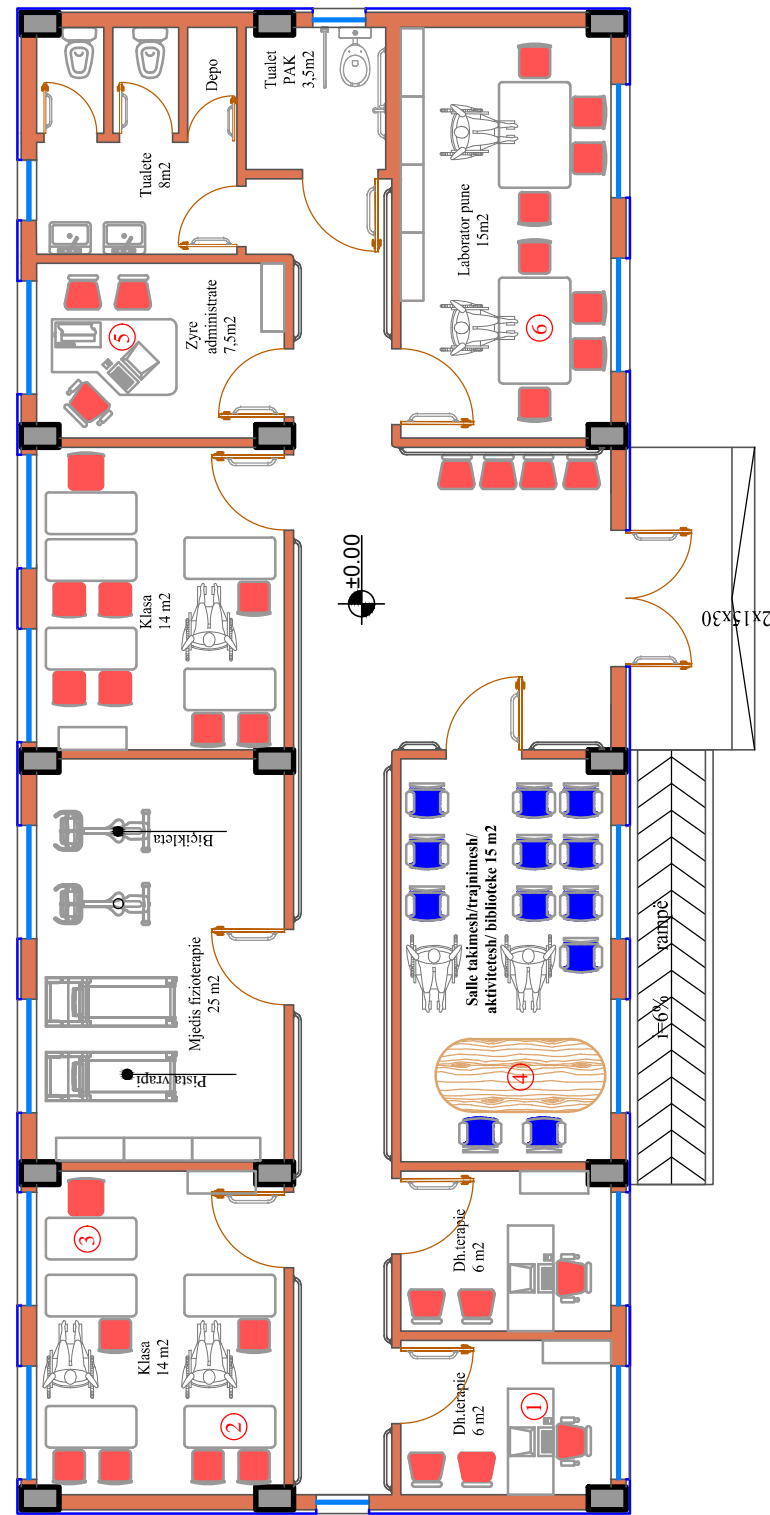 Depo
Tualet
PAK
3,5m2
Tualete
8m2
Laborator pune
15m2
Zyre
administrate
7,5m2
5
6
Klasa
14 m2
±0.00
2x15x30
Biçikleta
Mjedis fizioterapie
25 m2
Pista vrapi
Salle takimesh/trajnimesh/
aktivitetesh/ biblioteke 15 m2
4
rampë
i=6%
3
Klasa
14 m2
2
Dh.terapie
6 m2
Dh.terapie
6 m2
1